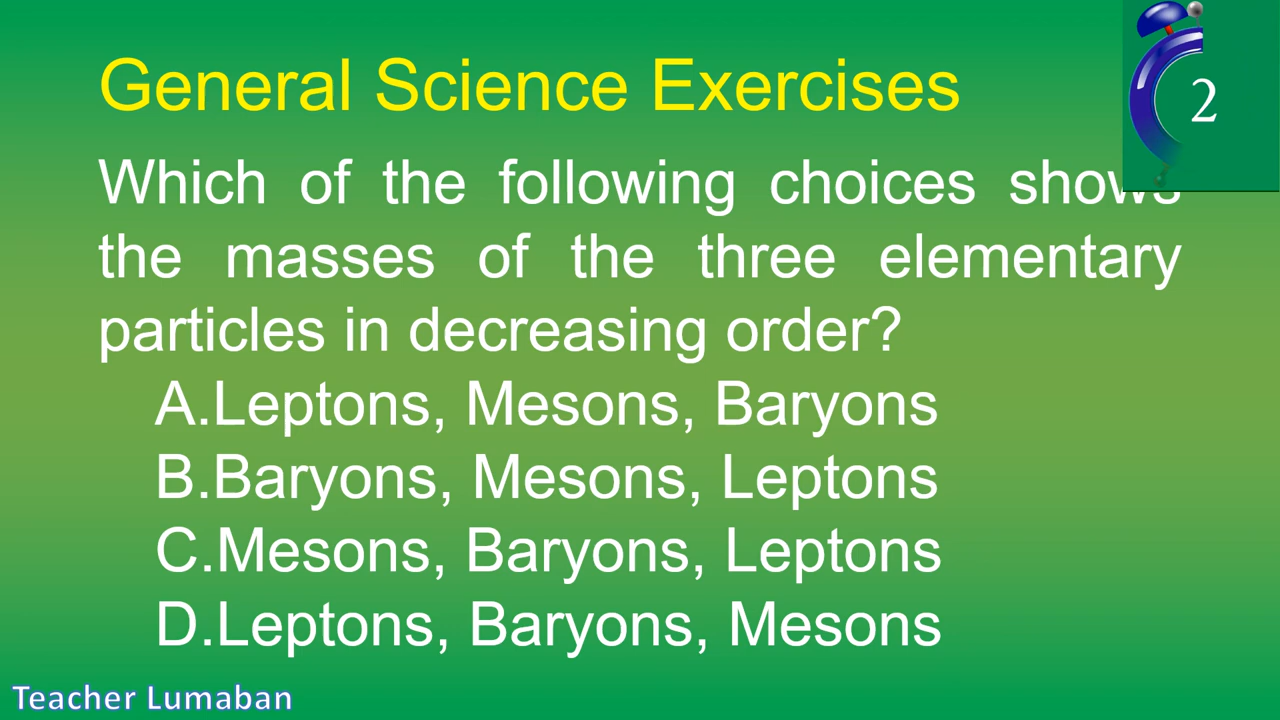 General Science Exercises
2
Which of the following choices shows
the masses of the three elementary
particles in decreasing order?
A.Leptons, Mesons, Baryons
B.Baryons, Mesons, Leptons
C.Mesons, Baryons, Leptons
D.Leptons, Baryons, Mesons
Teacher Lumaban